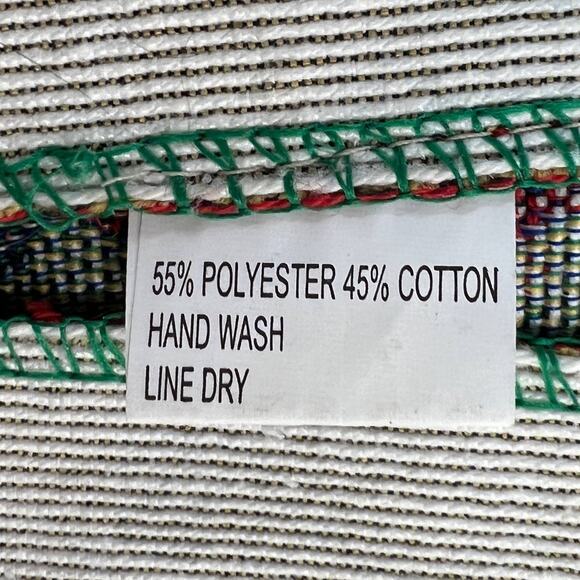 55% POLYESTER 45% COTTON
HAND WASH
LINE DRY